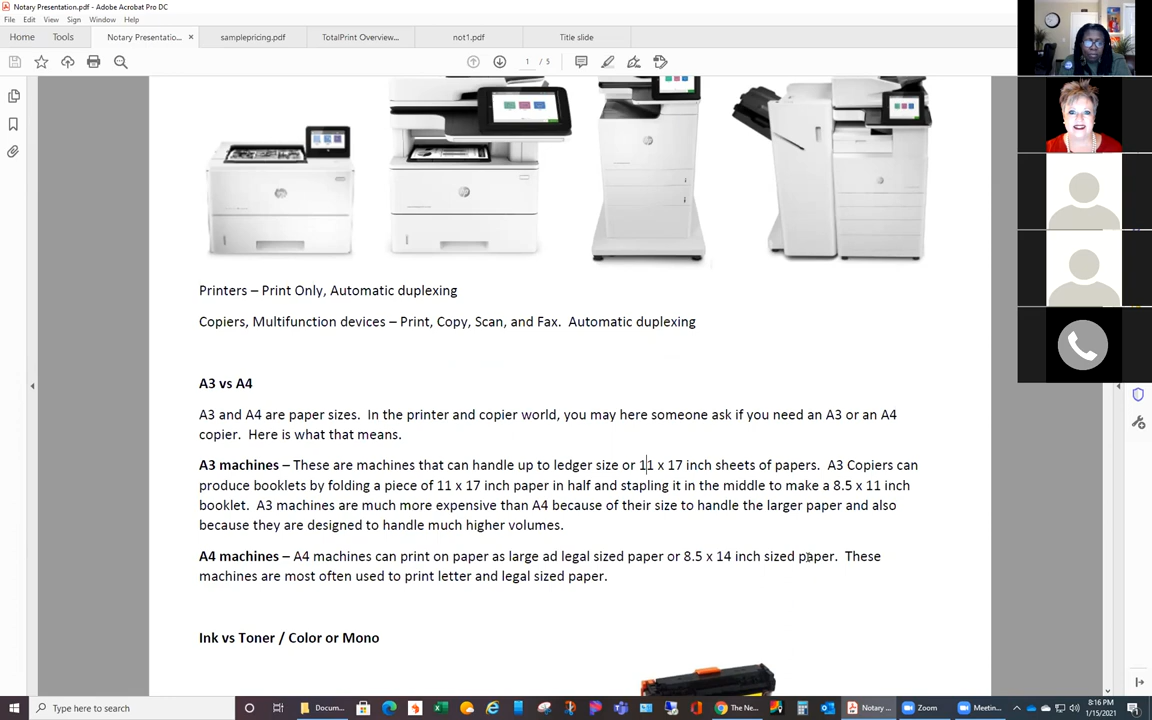 Notary Presentation.pdf - Adobe Acrobat Pro DC
File Edit View Sign Window Help
Home Tools Notary Presentatio... × samplepricing.pdf TotalPrint Overview... not1.pdf Title slide
1 / 5
Printers – Print Only, Automatic duplexing
Copiers, Multifunction devices – Print, Copy, Scan, and Fax. Automatic duplexing
A3 vs A4
A3 and A4 are paper sizes. In the printer and copier world, you may here someone ask if you need an A3 or an A4
copier. Here is what that means.
A3 machines – These are machines that can handle up to ledger size or 11 x 17 inch sheets of papers. A3 Copiers can
produce booklets by folding a piece of 11 x 17 inch paper in half and stapling it in the middle to make a 8.5 x 11 inch
booklet. A3 machines are much more expensive than A4 because of their size to handle the larger paper and also
because they are designed to handle much higher volumes.
A4 machines – A4 machines can print on paper as large ad legal sized paper or 8.5 x 14 inch sized paper. These
machines are most often used to print letter and legal sized paper.
Ink vs Toner / Color or Mono
Type here to search
Docum... The Ne... Notary ... Zoom Meetin...
8:16 PM
1/15/2021